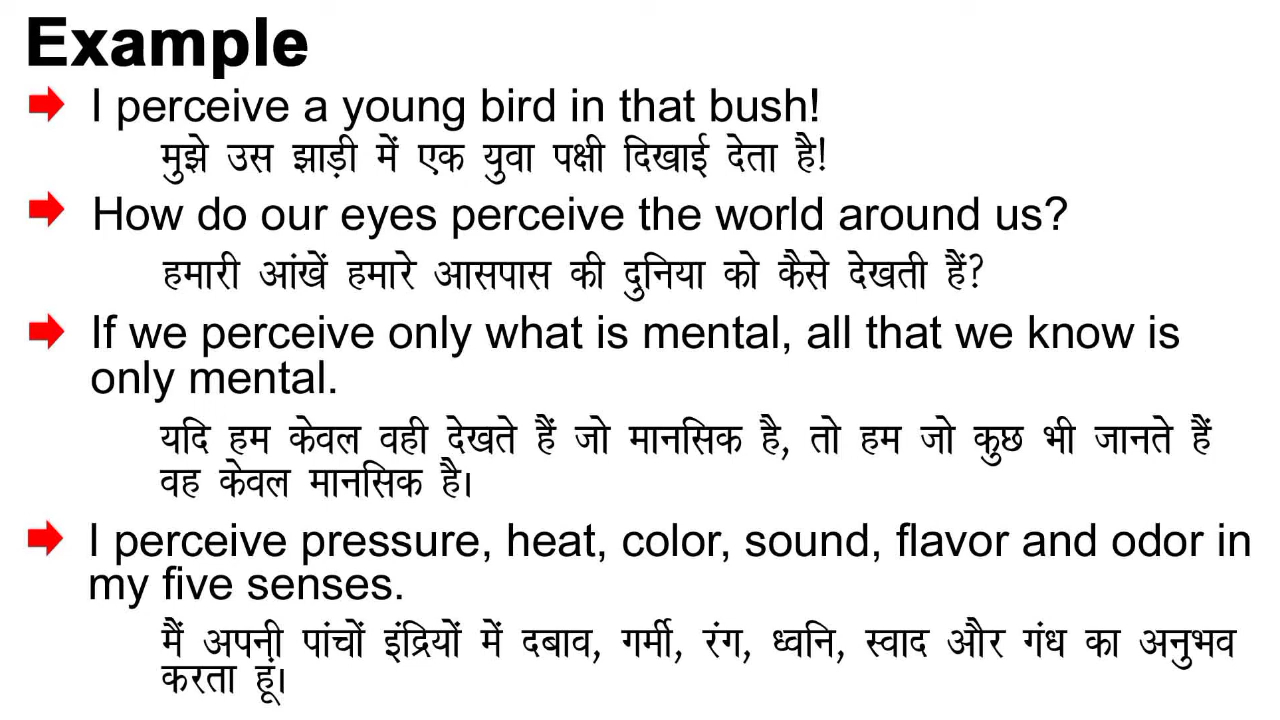 Example
I perceive a young bird in that bush!
मुझे उस झाड़ी में एक युवा पक्षी दिखाई देता है!
How do our eyes perceive the world around us?
हमारी आंखें हमारे आसपास की दुनिया को कैसे देखती हैं?
If we perceive only what is mental, all that we know is
only mental.
यदि हम केवल वही देखते हैं जो मानसिक है, तो हम जो कुछ भी जानते हैं
वह केवल मानसिक है।
I perceive pressure, heat, color, sound, flavor and odor in
my five senses.
मैं अपनी पांचों इंद्रियों में दबाव, गर्मी, रंग, ध्वनि, स्वाद और गंध का अनुभव
करता हूं।